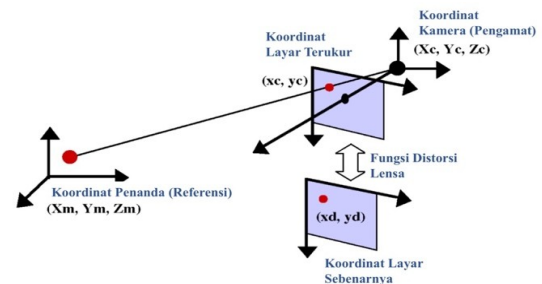 Koordinat
Kamera (Pengamat)
(Xc, Yc, Zc)
Koordinat
Layar Terukur
(xc, yc)
Koordinat Penanda (Referensi)
(Xm, Ym, Zm)
Fungsi Distorsi
Lensa
(xd, yd)
Koordinat Layar
Sebenarnya